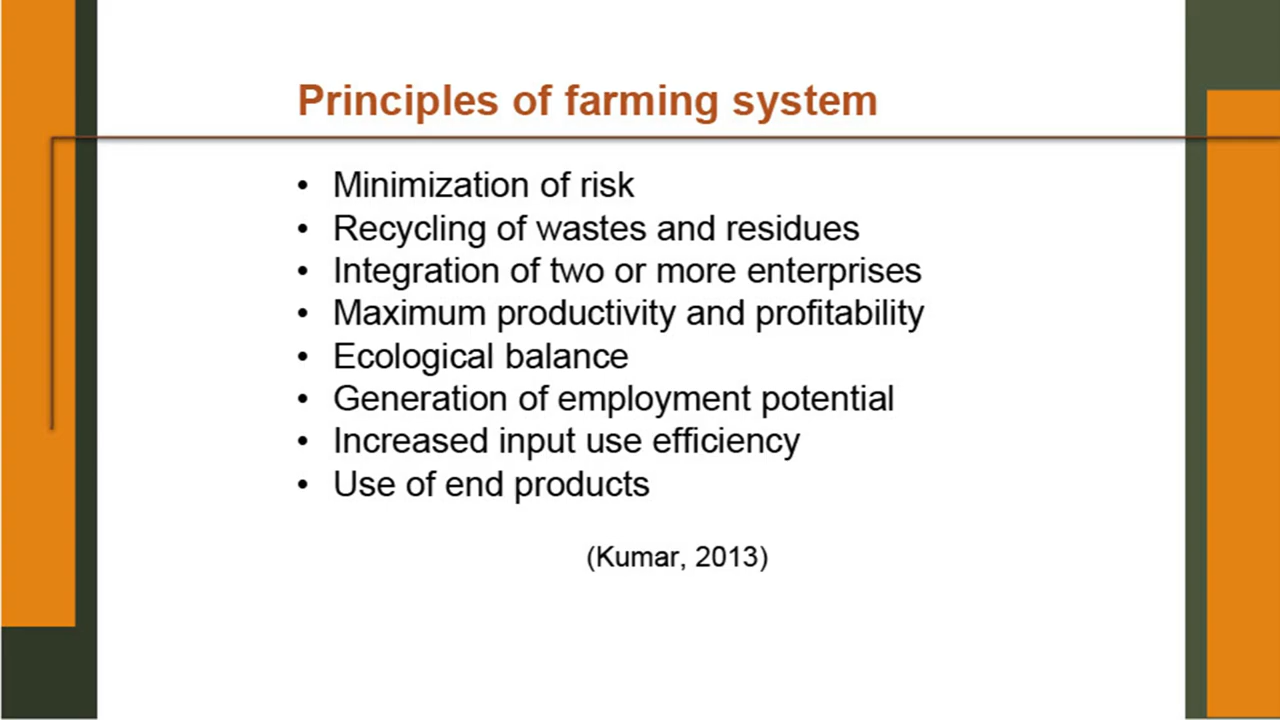 Principles of farming system
• Minimization of risk
• Recycling of wastes and residues
• Integration of two or more enterprises
• Maximum productivity and profitability
• Ecological balance
• Generation of employment potential
• Increased input use efficiency
• Use of end products
(Kumar, 2013)